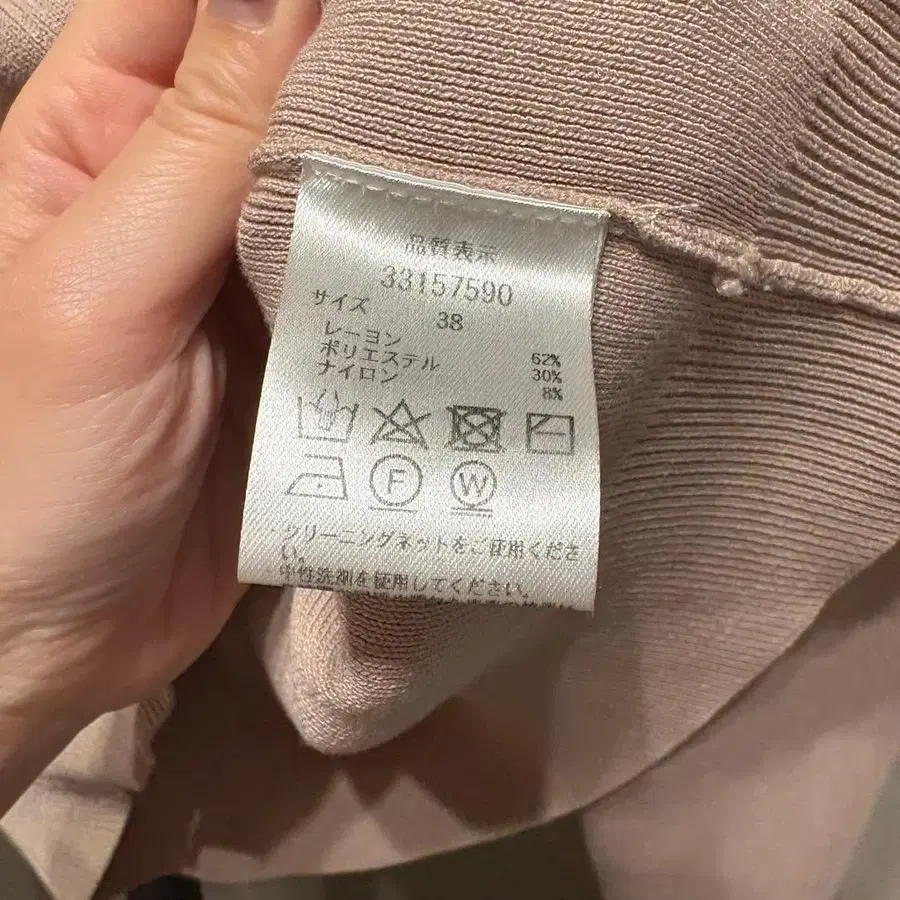 品質表示
33157590
サイズ
38
レーヨン 62%
ポリエステル 30%
ナイロン 8%
F W
・クリーニングネットをご使用くださ
い。
・中性洗剤を使用してください。